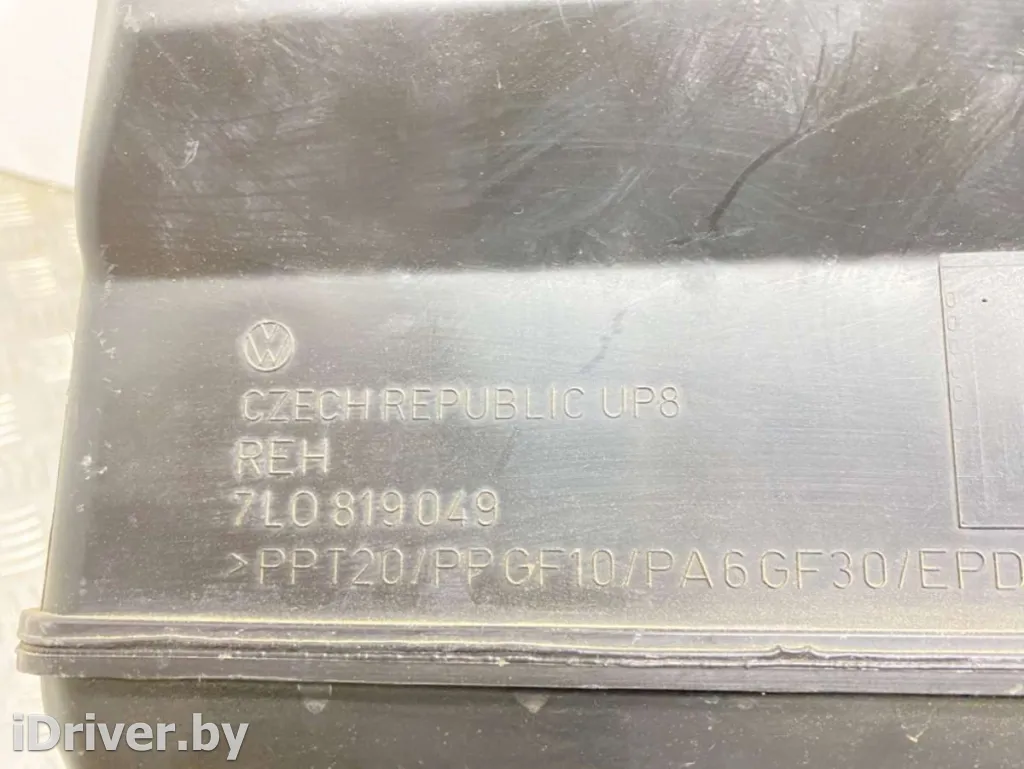 CZECH REPUBLIC UP8
REH
7L0 819 049
>PPT20/PPGF10/PA6GF30/EPD
iDriver.by